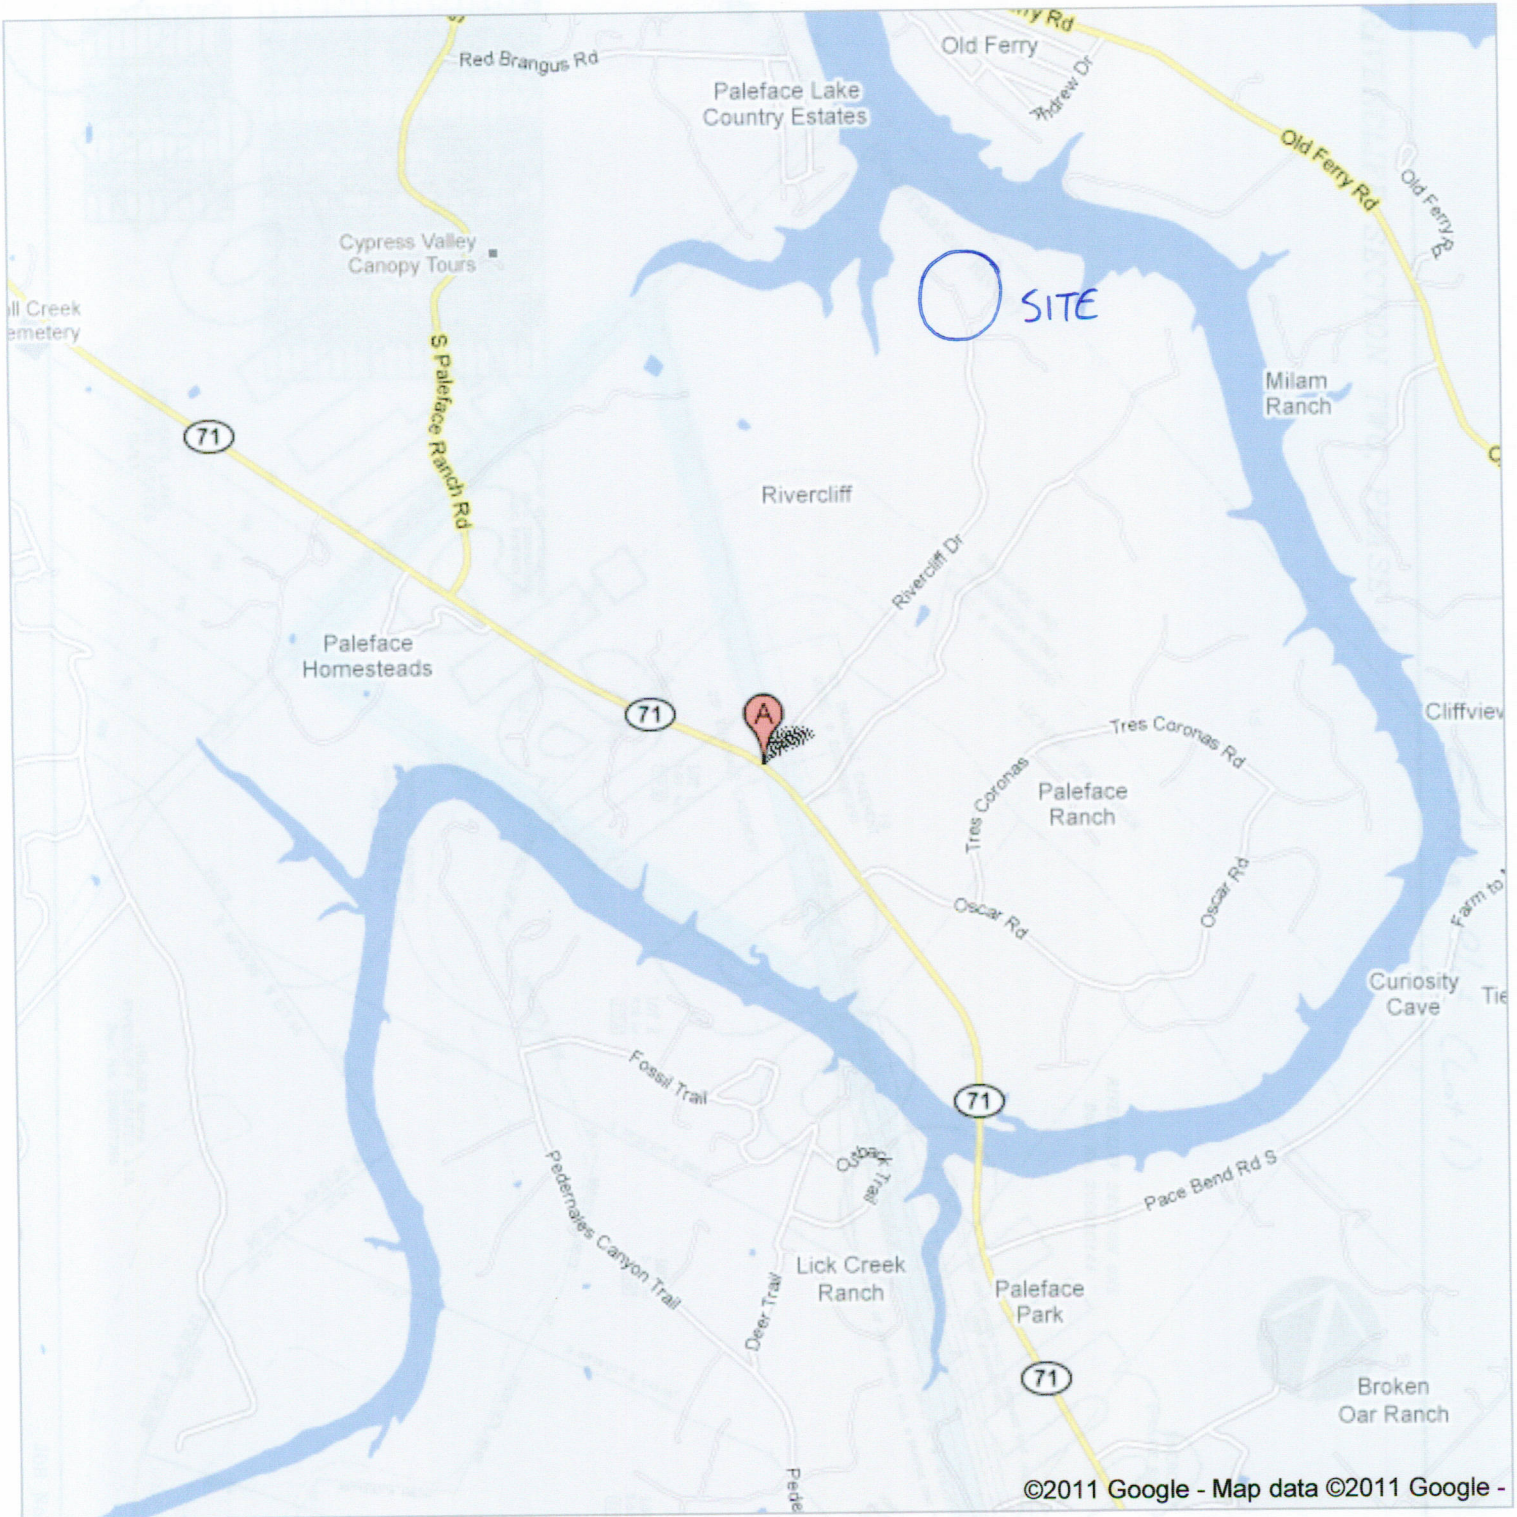 Old Ferry
Red Brangus Rd
Paleface Lake
Country Estates
Andrew Dr
Old Ferry Rd
Old Ferry Rd
Cypress Valley
Canopy Tours
SITE
S Paleface Ranch Rd
Milam
Ranch
71
Rivercliff
Rivercliff Dr
Paleface
Homesteads
71
A
Tres Coronas Rd
Tres Coronas
Paleface
Ranch
Oscar Rd
Oscar Rd
Farm to
Curiosity
Cave
Fossil Trail
71
Outback Trail
Pace Bend Rd S
Pedernales Canyon Trail
Lick Creek
Ranch
Deer Trail
Paleface
Park
71
Broken
Oar Ranch
Pede
©2011 Google - Map data ©2011 Google -